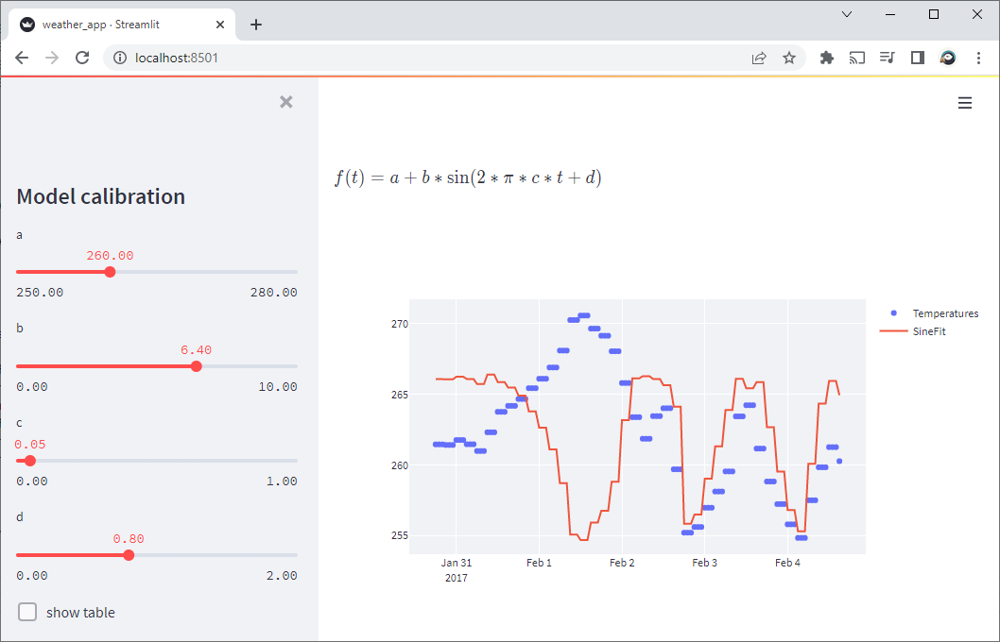 weather_app · Streamlit
localhost:8501
Model calibration
a
260.00
250.00 280.00
b
6.40
0.00 10.00
c
0.05
0.00 1.00
d
0.80
0.00 2.00
show table
f(t) = a + b ∗ sin(2 ∗ π ∗ c ∗ t + d)
270
265
260
255
Jan 31 Feb 1 Feb 2 Feb 3 Feb 4
2017
Temperatures
SineFit